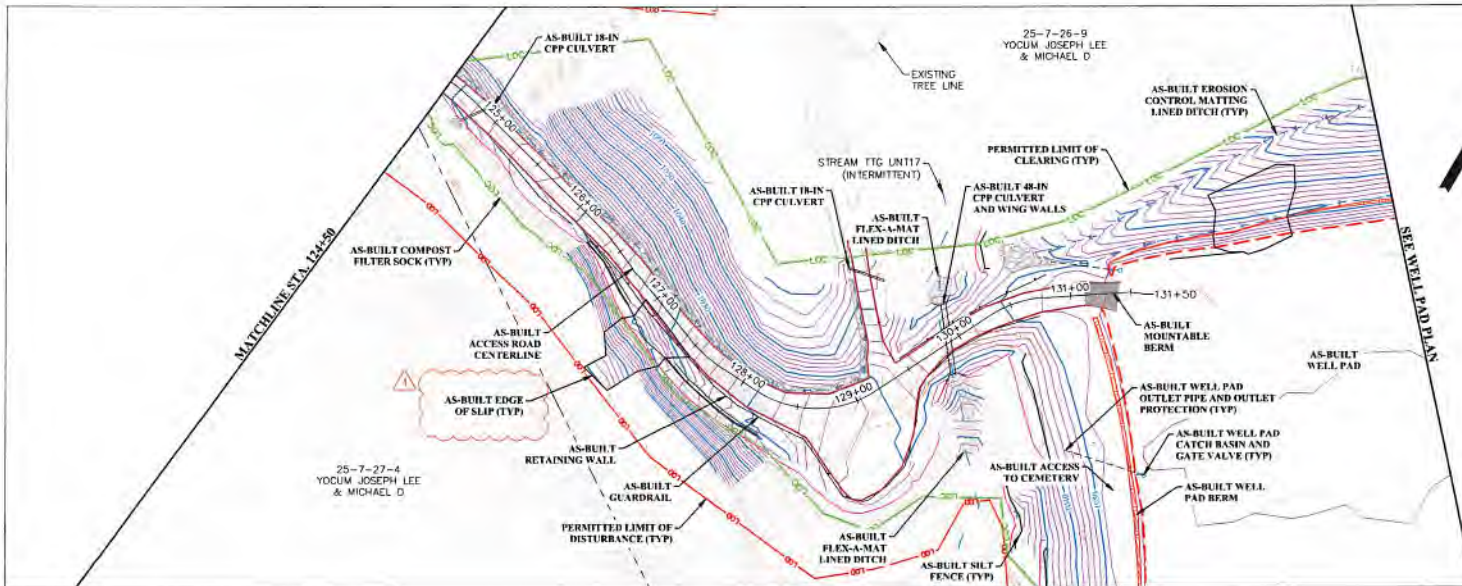 AS-BUILT 18-IN
CPP CULVERT
25-7-26-9
YOCUM JOSEPH LEE
& MICHAEL D
EXISTING
TREE LINE
AS-BUILT EROSION
CONTROL MATTING
LINED DITCH (TYP)
PERMITTED LIMIT OF
CLEARING (TYP)
STREAM TTG UNT17
(INTERMITTENT)
AS-BUILT 18-IN
CPP CULVERT
AS-BUILT 48-IN
CPP CULVERT
AND WING WALLS
AS-BUILT
FLEX-A-MAT
LINED DITCH
LOC
LOC
LOC
LOC
LOC
LOC
LOC
125+00
126+00
127+00
128+00
129+00
130+00
131+00
131+50
MATCHLINE STA. 124+50
SEE WELL PAD PLAN
AS-BUILT COMPOST
FILTER SOCK (TYP)
AS-BUILT
ACCESS ROAD
CENTERLINE
1
AS-BUILT EDGE
OF SLIP (TYP)
AS-BUILT
RETAINING WALL
AS-BUILT
GUARDRAIL
25-7-27-4
YOCUM JOSEPH LEE
& MICHAEL D
PERMITTED LIMIT OF
DISTURBANCE (TYP)
AS-BUILT
FLEX-A-MAT
LINED DITCH
AS-BUILT SILT
FENCE (TYP)
AS-BUILT ACCESS
TO CEMETERY
AS-BUILT
MOUNTABLE
BERM
AS-BUILT
WELL PAD
AS-BUILT WELL PAD
OUTLET PIPE AND OUTLET
PROTECTION (TYP)
AS-BUILT WELL PAD
CATCH BASIN AND
GATE VALVE (TYP)
AS-BUILT WELL
PAD BERM